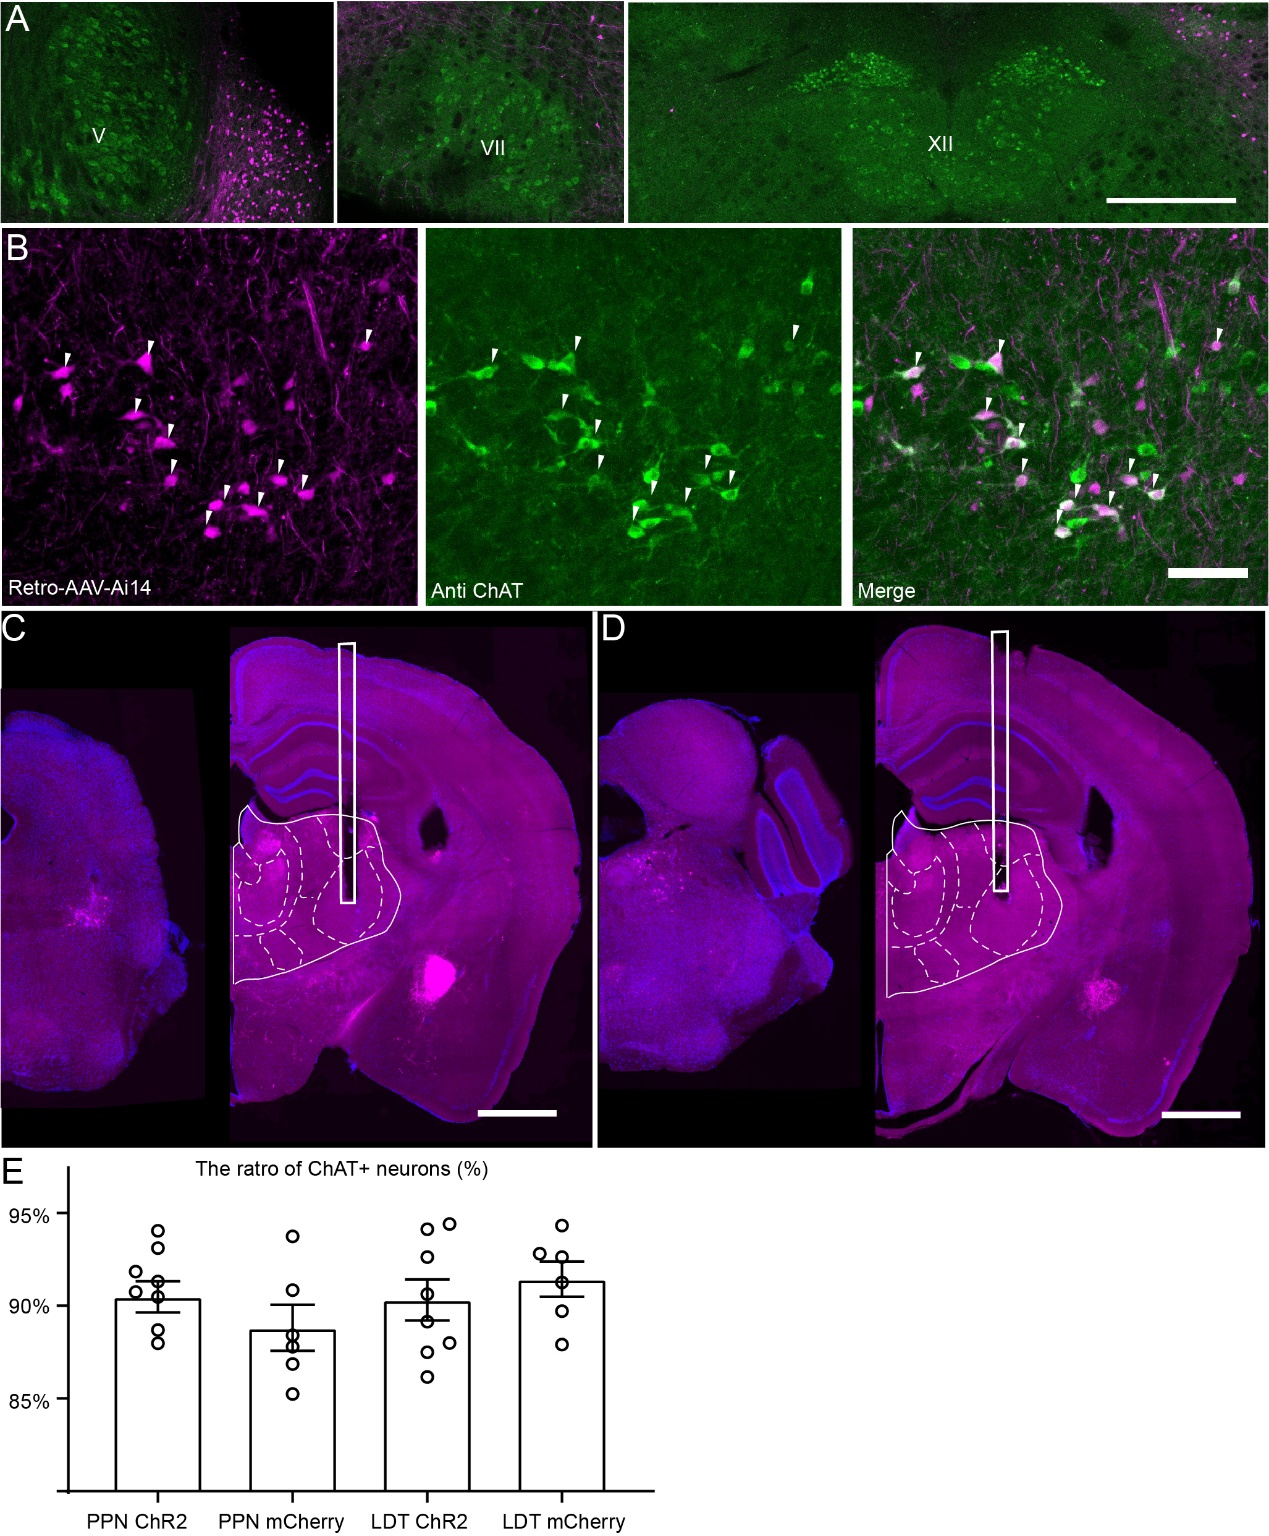 A
V
VII
XII
B
Retro-AAV-Ai14
Anti ChAT
Merge
C
D
E
The ratro of ChAT+ neurons (%)
95%
90%
85%
PPN ChR2
PPN mCherry
LDT ChR2
LDT mCherry